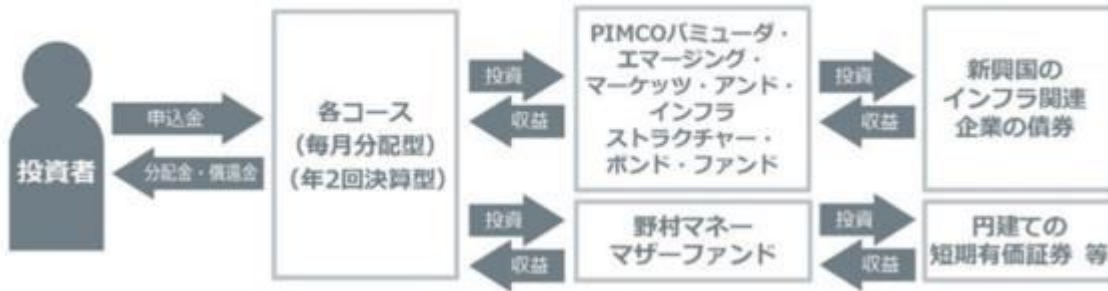 投資者
申込金
分配金・償還金
各コース
（毎月分配型）
（年2回決算型）
投資
収益
PIMCOバミューダ・
エマージング・
マーケッツ・アンド・
インフラ
ストラクチャー・
ボンド・ファンド
投資
収益
新興国の
インフラ関連
企業の債券
投資
収益
野村マネー
マザーファンド
投資
収益
円建ての
短期有価証券 等